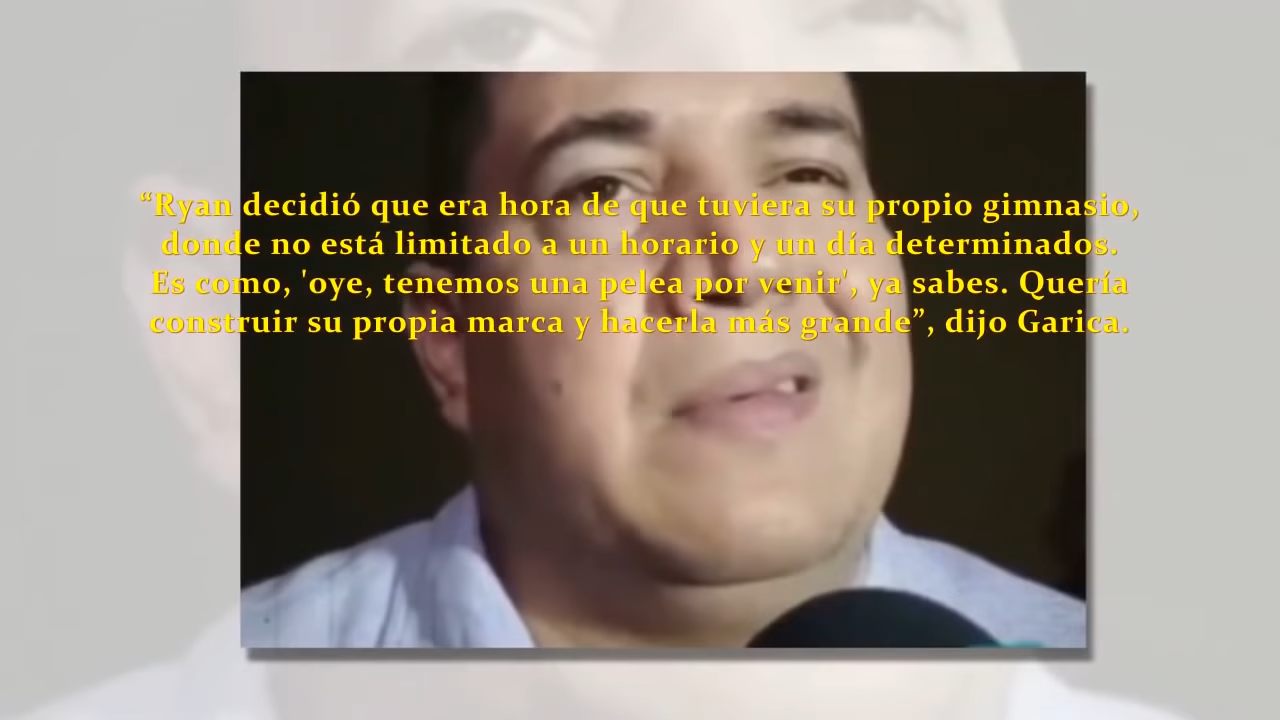 “Ryan decidió que era hora de que tuviera su propio gimnasio,
donde no está limitado a un horario y un día determinados.
Es como, 'oye, tenemos una pelea por venir', ya sabes. Quería
construir su propia marca y hacerla más grande”, dijo Garica.